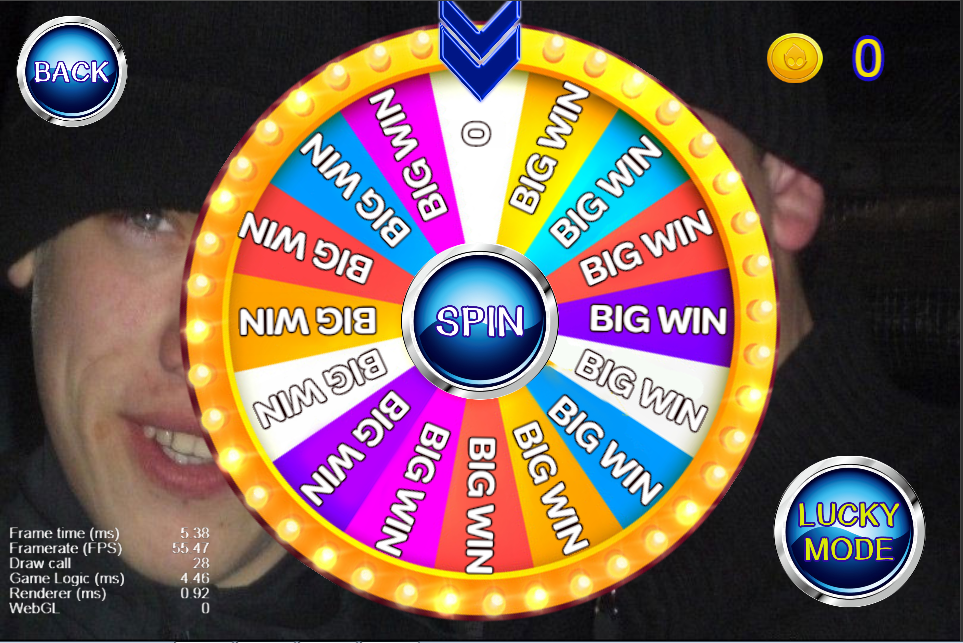 BACK
0
0
BIG WIN
BIG WIN
BIG WIN
BIG WIN
BIG WIN
BIG WIN
BIG WIN
BIG WIN
BIG WIN
BIG WIN
BIG WIN
BIG WIN
BIG WIN
BIG WIN
SPIN
LUCKY
MODE
Frame time (ms) 5.38
Framerate (FPS) 55.47
Draw call 28
Game Logic (ms) 4.46
Renderer (ms) 0.92
WebGL 0